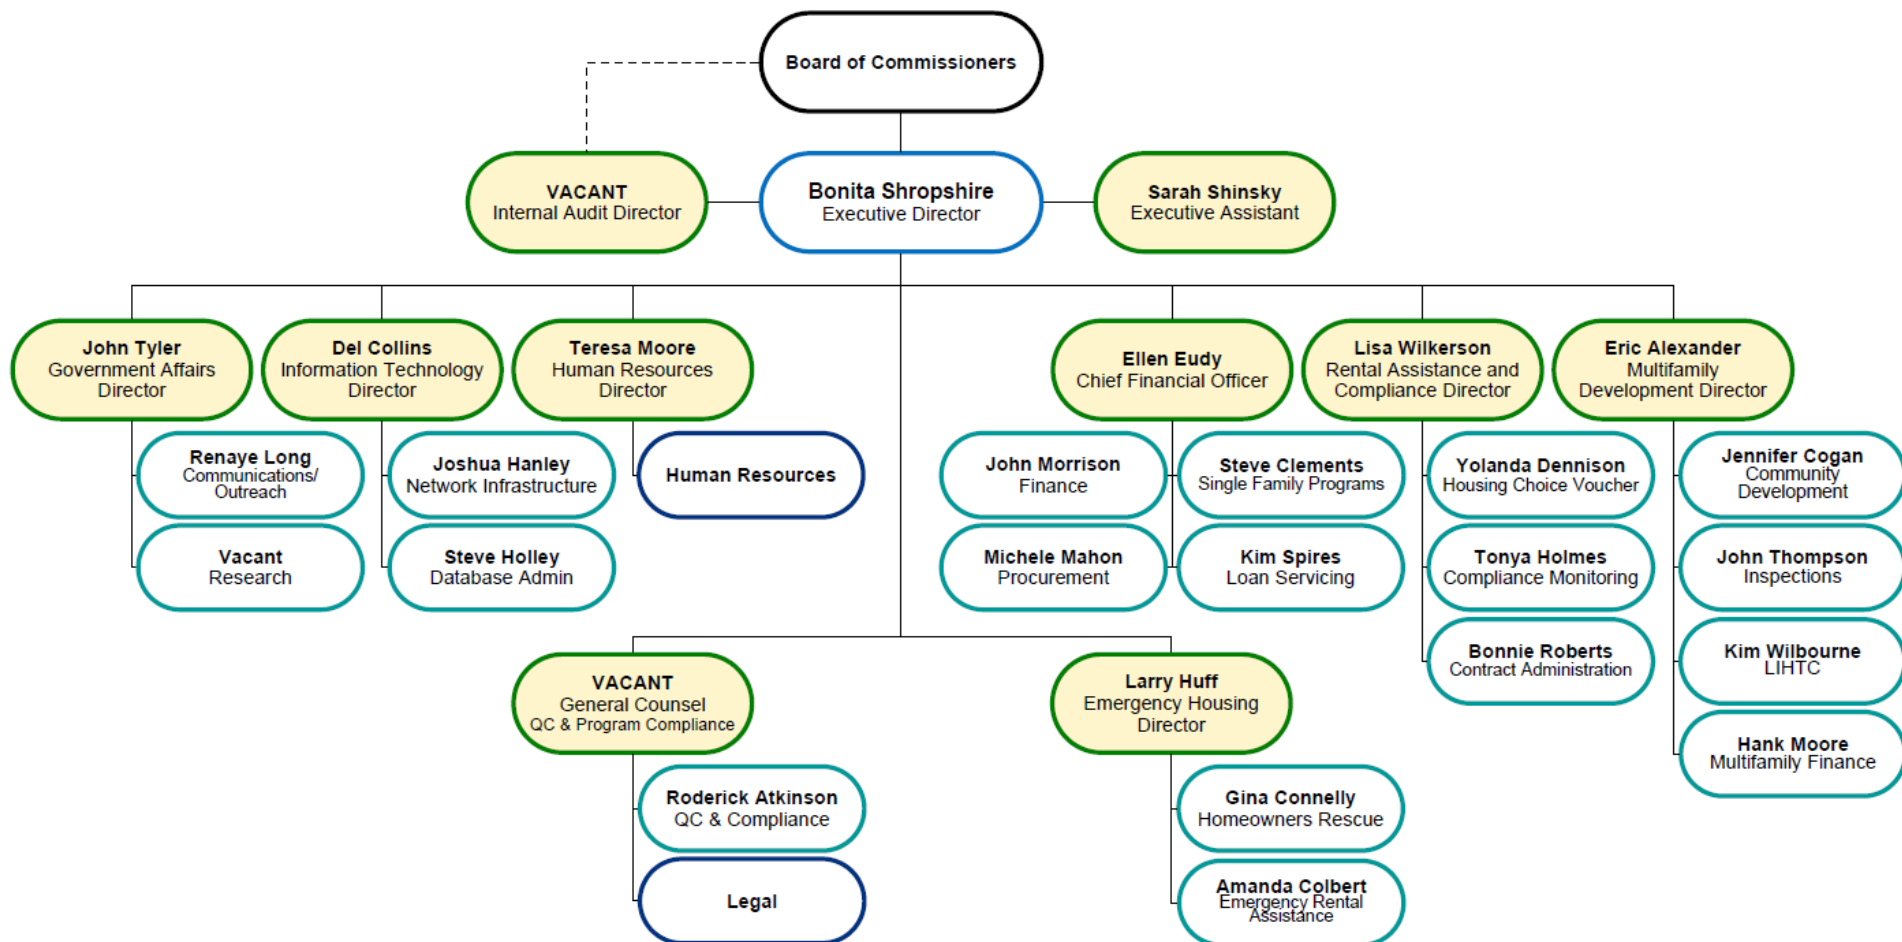 Board of Commissioners
VACANT
Internal Audit Director
Bonita Shropshire
Executive Director
Sarah Shinsky
Executive Assistant
John Tyler
Government Affairs
Director
Del Collins
Information Technology
Director
Teresa Moore
Human Resources
Director
Ellen Eudy
Chief Financial Officer
Lisa Wilkerson
Rental Assistance and
Compliance Director
Eric Alexander
Multifamily
Development Director
Renaye Long
Communications/
Outreach
Joshua Hanley
Network Infrastructure
Human Resources
John Morrison
Finance
Steve Clements
Single Family Programs
Yolanda Dennison
Housing Choice Voucher
Jennifer Cogan
Community
Development
Vacant
Research
Steve Holley
Database Admin
Michele Mahon
Procurement
Kim Spires
Loan Servicing
Tonya Holmes
Compliance Monitoring
John Thompson
Inspections
Bonnie Roberts
Contract Administration
Kim Wilbourne
LIHTC
Hank Moore
Multifamily Finance
VACANT
General Counsel
QC & Program Compliance
Larry Huff
Emergency Housing
Director
Roderick Atkinson
QC & Compliance
Gina Connelly
Homeowners Rescue
Legal
Amanda Colbert
Emergency Rental
Assistance